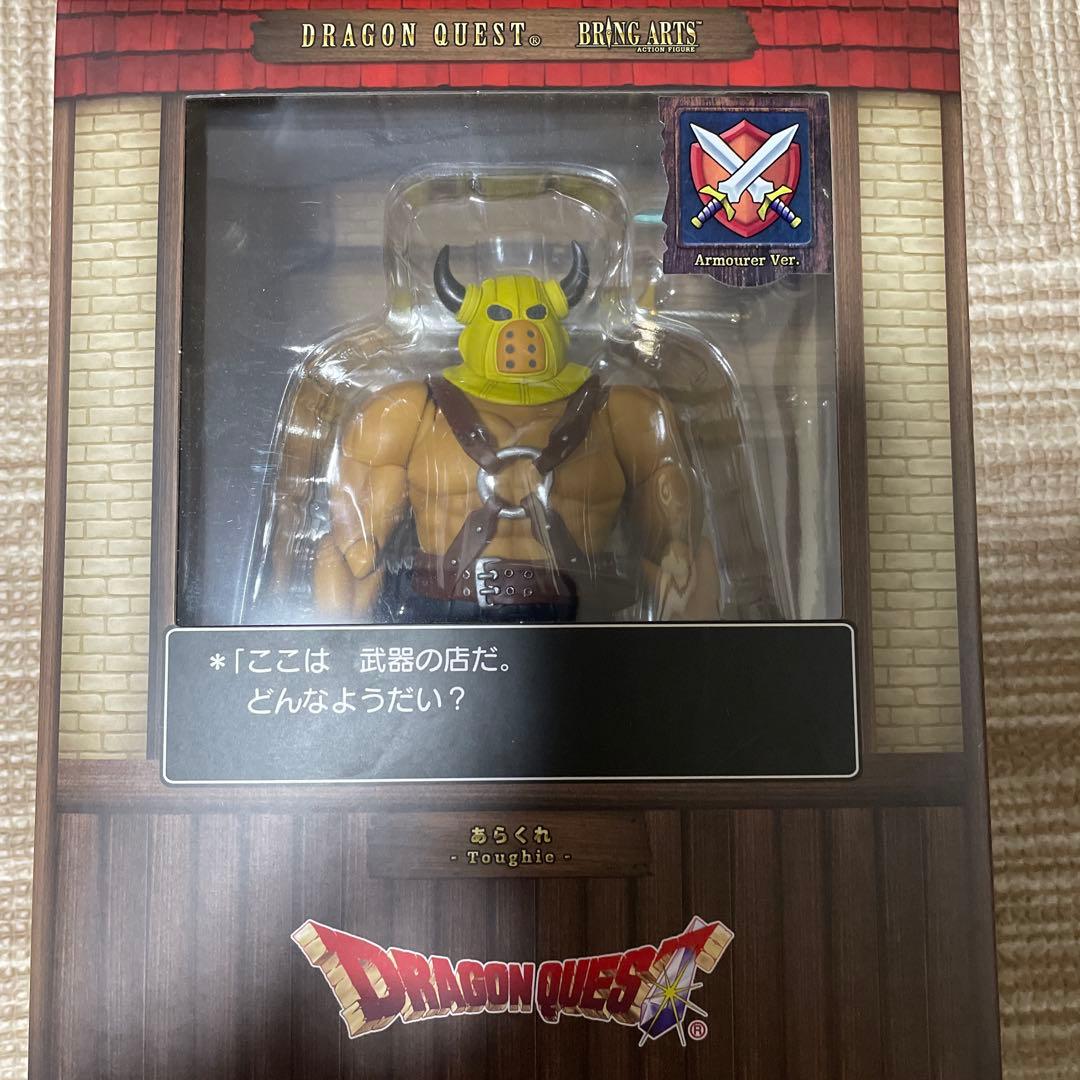 DRAGON QUEST® BRING ARTS™
ACTION FIGURE
Armourer Ver.
*「ここは　武器の店だ。
どんなようだい？
あらくれ
- Toughie -
DRAGON QUEST®